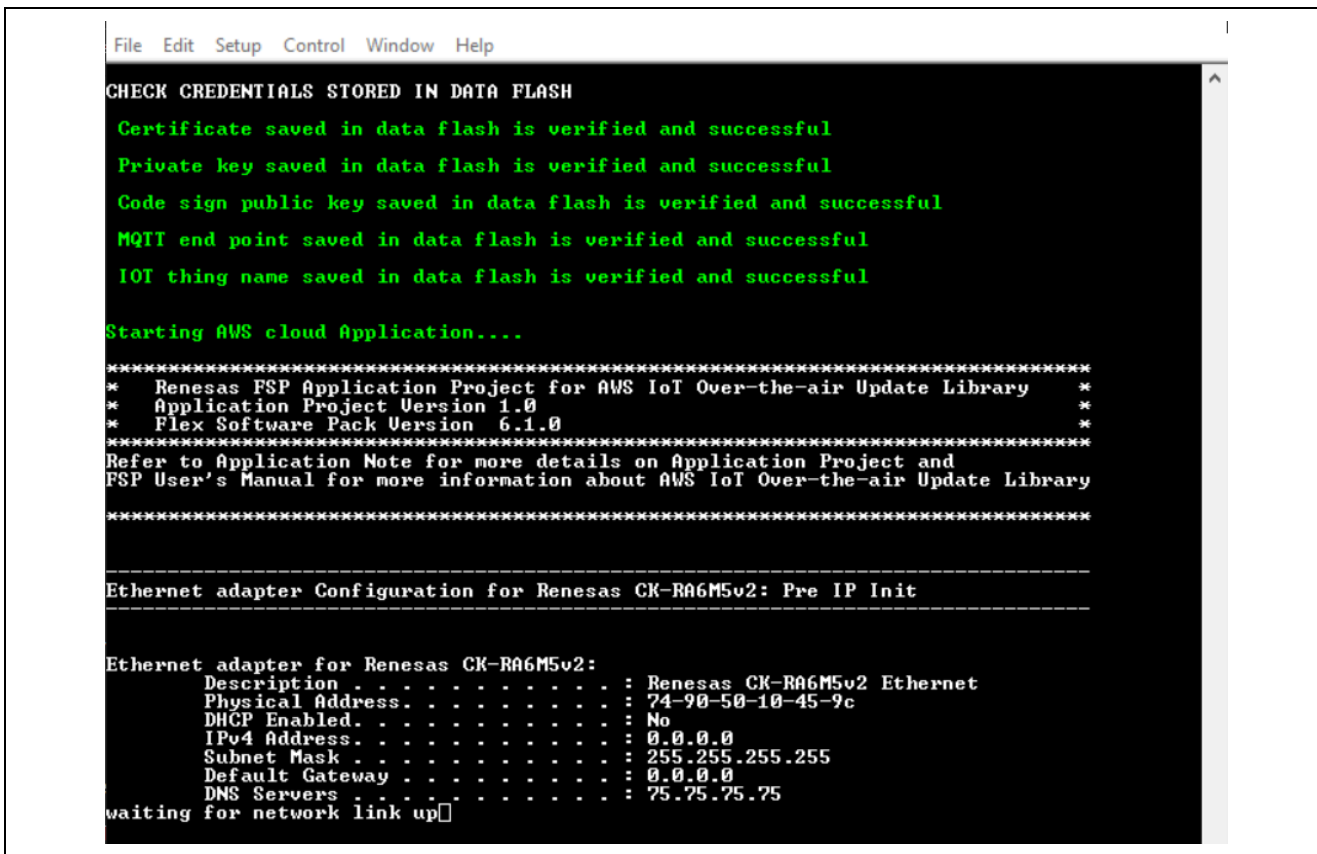 File Edit Setup Control Window Help
CHECK CREDENTIALS STORED IN DATA FLASH
Certificate saved in data flash is verified and successful
Private key saved in data flash is verified and successful
Code sign public key saved in data flash is verified and successful
MQTT end point saved in data flash is verified and successful
IOT thing name saved in data flash is verified and successful
Starting AWS cloud Application....
********************************************************************************
*   Renesas FSP Application Project for AWS IoT Over-the-air Update Library    *
*   Application Project Version 1.0                                            *
*   Flex Software Pack Version  6.1.0                                          *
********************************************************************************
Refer to Application Note for more details on Application Project and
FSP User's Manual for more information about AWS IoT Over-the-air Update Library
********************************************************************************
--------------------------------------------------------------------------------
Ethernet adapter Configuration for Renesas CK-RA6M5v2: Pre IP Init
--------------------------------------------------------------------------------
Ethernet adapter for Renesas CK-RA6M5v2:
Description . . . . . . . . . . . : Renesas CK-RA6M5v2 Ethernet
Physical Address. . . . . . . . . : 74-90-50-10-45-9c
DHCP Enabled. . . . . . . . . . . : No
IPv4 Address. . . . . . . . . . . : 0.0.0.0
Subnet Mask . . . . . . . . . . . : 255.255.255.255
Default Gateway . . . . . . . . . : 0.0.0.0
DNS Servers . . . . . . . . . . . : 75.75.75.75
waiting for network link up